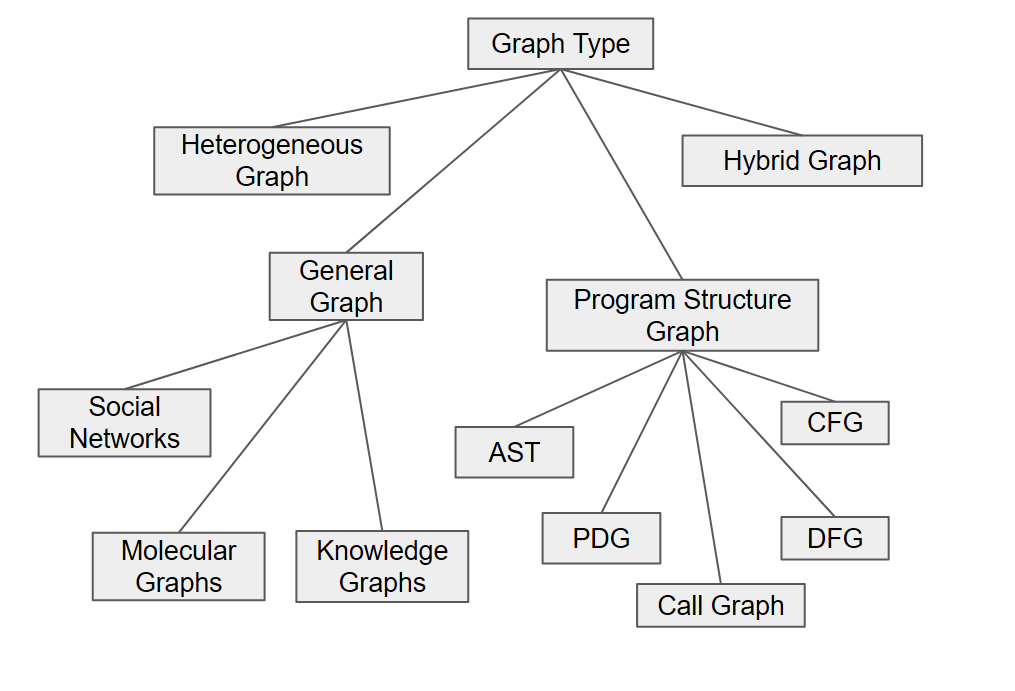 Graph Type
Heterogeneous
Graph
Hybrid Graph
General
Graph
Program Structure
Graph
Social
Networks
AST
CFG
Molecular
Graphs
Knowledge
Graphs
PDG
DFG
Call Graph